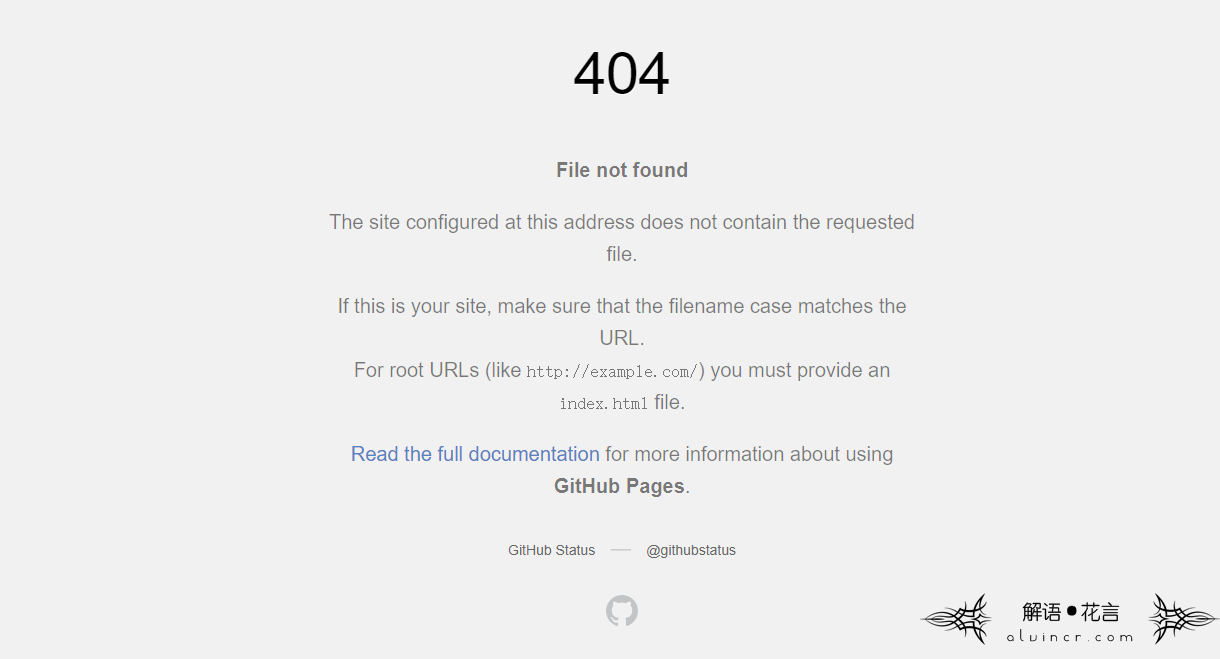 404
File not found
The site configured at this address does not contain the requested
file.
If this is your site, make sure that the filename case matches the
URL.
For root URLs (like http://example.com/) you must provide an
index.html file.
Read the full documentation for more information about using
GitHub Pages.
GitHub Status — @githubstatus
解语●花言
alvincr.com